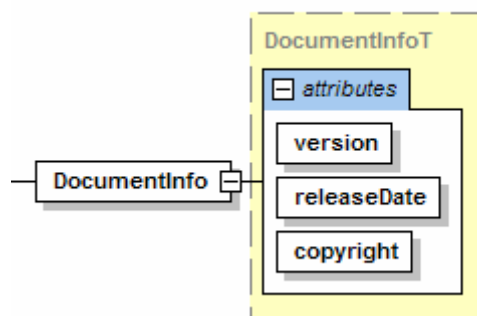 DocumentInfoT
attributes
version
DocumentInfo
releaseDate
copyright